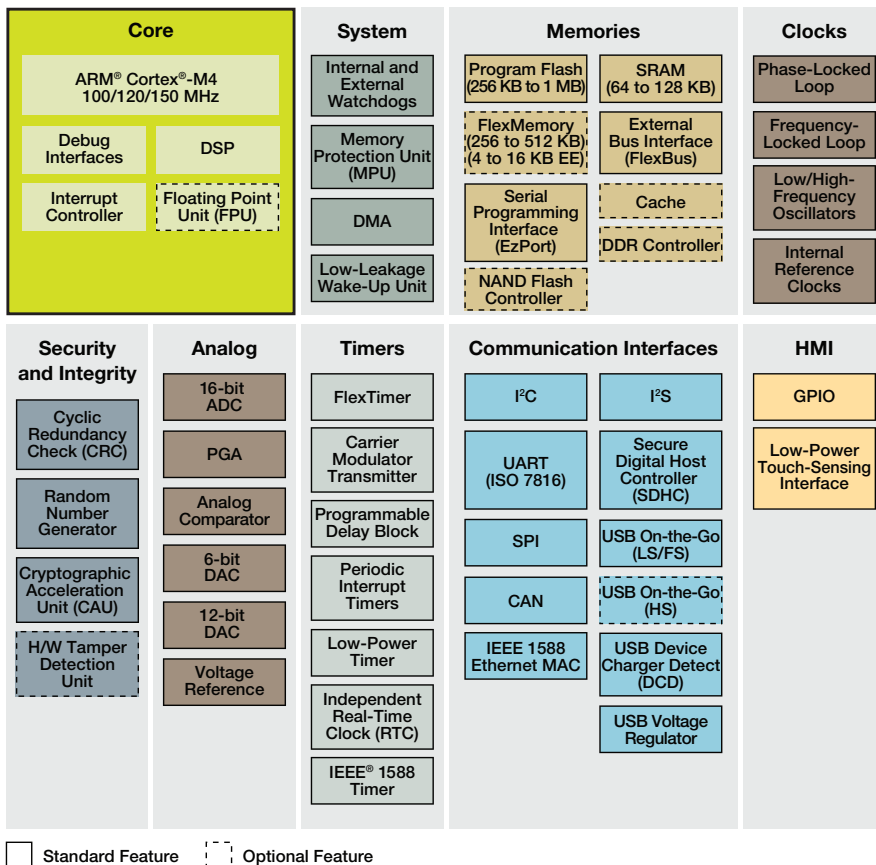 Core
ARM® Cortex®-M4
100/120/150 MHz
Debug
Interfaces
DSP
Interrupt
Controller
Floating Point
Unit (FPU)
System
Internal and
External
Watchdogs
Memory
Protection Unit
(MPU)
DMA
Low-Leakage
Wake-Up Unit
Memories
Program Flash
(256 KB to 1 MB)
SRAM
(64 to 128 KB)
FlexMemory
(256 to 512 KB)
(4 to 16 KB EE)
External
Bus Interface
(FlexBus)
Serial
Programming
Interface
(EzPort)
Cache
DDR Controller
NAND Flash
Controller
Clocks
Phase-Locked
Loop
Frequency-
Locked Loop
Low/High-
Frequency
Oscillators
Internal
Reference
Clocks
Security
and Integrity
Cyclic
Redundancy
Check (CRC)
Random
Number
Generator
Cryptographic
Acceleration
Unit (CAU)
H/W Tamper
Detection
Unit
Analog
16-bit
ADC
PGA
Analog
Comparator
6-bit
DAC
12-bit
DAC
Voltage
Reference
Timers
FlexTimer
Carrier
Modulator
Transmitter
Programmable
Delay Block
Periodic
Interrupt
Timers
Low-Power
Timer
Independent
Real-Time
Clock (RTC)
IEEE® 1588
Timer
Communication Interfaces
I²C
I²S
UART
(ISO 7816)
Secure
Digital Host
Controller
(SDHC)
SPI
USB On-the-Go
(LS/FS)
CAN
USB On-the-Go
(HS)
IEEE 1588
Ethernet MAC
USB Device
Charger Detect
(DCD)
USB Voltage
Regulator
HMI
GPIO
Low-Power
Touch-Sensing
Interface
Standard Feature
Optional Feature